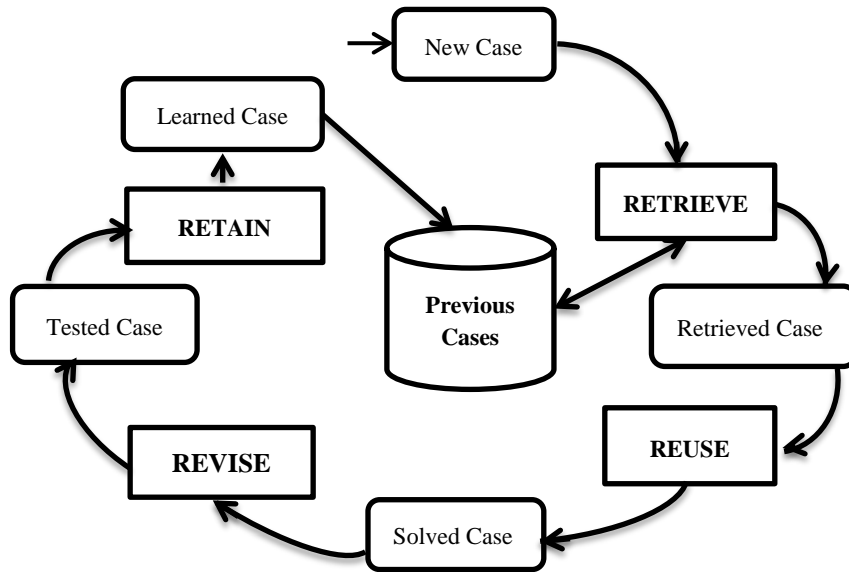 New Case
Learned Case
RETRIEVE
RETAIN
Previous
Cases
Tested Case
Retrieved Case
REVISE
REUSE
Solved Case